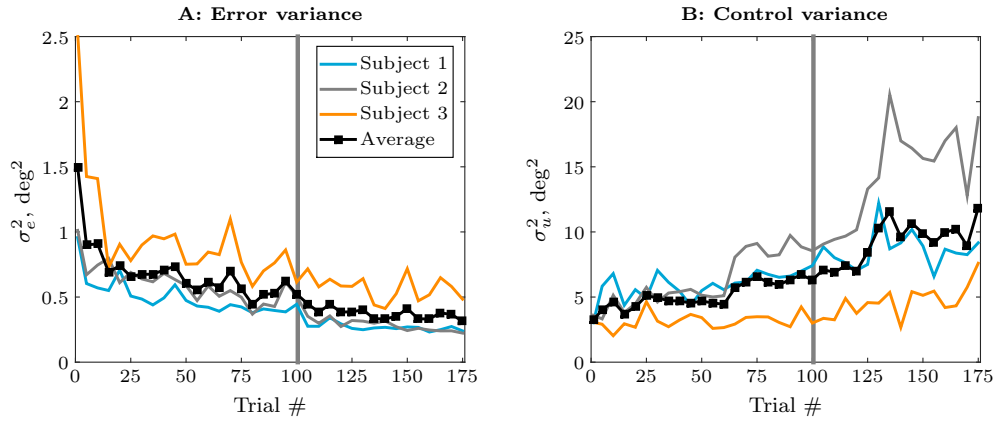 A: Error variance
2.5
2
1.5
1
0.5
0
σ²ₑ, deg²
0 25 50 75 100 125 150 175
Trial #
Subject 1
Subject 2
Subject 3
Average
B: Control variance
25
20
15
10
5
0
σ²ᵤ, deg²
0 25 50 75 100 125 150 175
Trial #